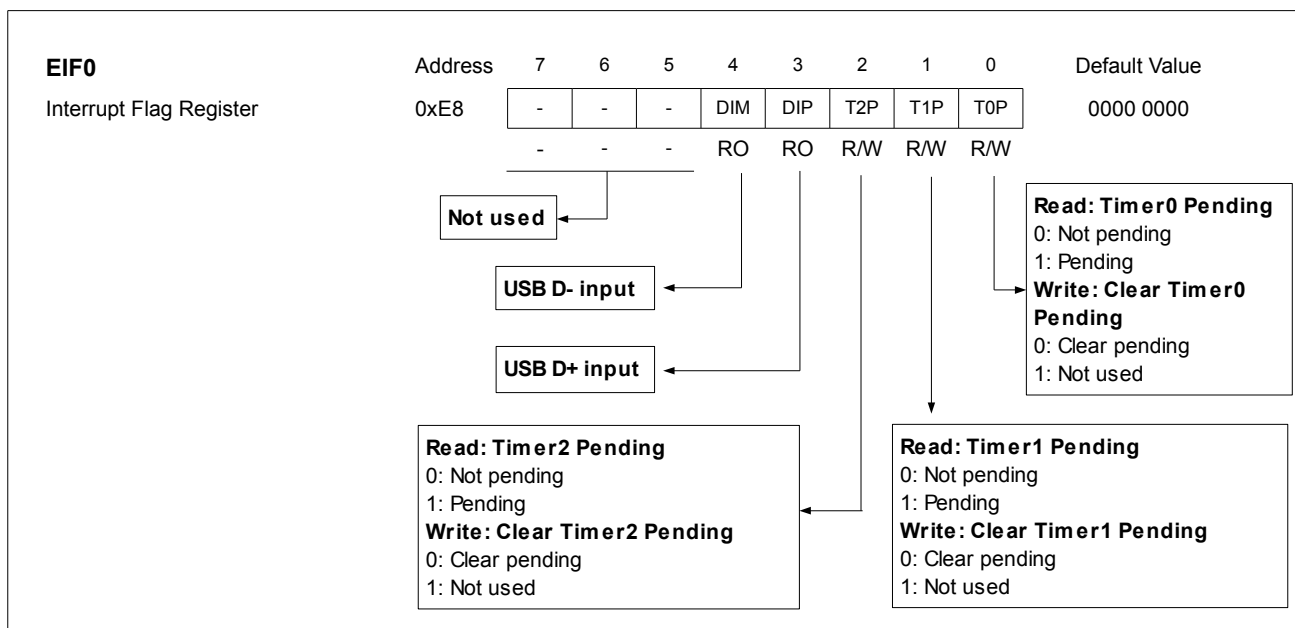 EIF0 Address 7 6 5 4 3 2 1 0 Default Value
Interrupt Flag Register 0xE8 - - - DIM DIP T2P T1P T0P 0000 0000
- - - RO RO R/W R/W R/W
Not used
USB D- input
USB D+ input
Read: Timer0 Pending
0: Not pending
1: Pending
Write: Clear Timer0
Pending
0: Clear pending
1: Not used
Read: Timer2 Pending
0: Not pending
1: Pending
Write: Clear Timer2 Pending
0: Clear pending
1: Not used
Read: Timer1 Pending
0: Not pending
1: Pending
Write: Clear Timer1 Pending
0: Clear pending
1: Not used